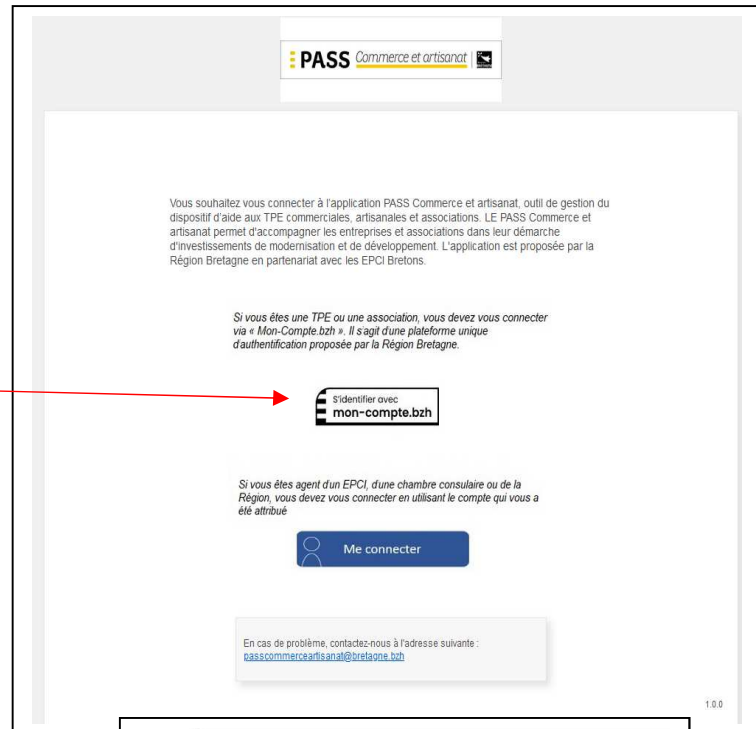 PASS Commerce et artisanat
Vous souhaitez vous connecter à l'application PASS Commerce et artisanat, outil de gestion du
dispositif d'aide aux TPE commerciales, artisanales et associations. LE PASS Commerce et
artisanat permet d'accompagner les entreprises et associations dans leur démarche
d'investissements de modernisation et de développement. L'application est proposée par la
Région Bretagne en partenariat avec les EPCI Bretons.
Si vous êtes une TPE ou une association, vous devez vous connecter
via « Mon-Compte.bzh ». Il s'agit d'une plateforme unique
d'authentification proposée par la Région Bretagne.
S'identifier avec
mon-compte.bzh
Si vous êtes agent d'un EPCI, d'une chambre consulaire ou de la
Région, vous devez vous connecter en utilisant le compte qui vous a
été attribué
Me connecter
En cas de problème, contactez-nous à l'adresse suivante :
passcommerceartisanat@bretagne.bzh
1.0.0